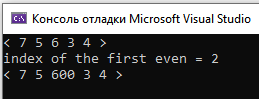 Консоль отладки Microsoft Visual Studio
< 7 5 6 3 4 >
index of the first even = 2
< 7 5 600 3 4 >